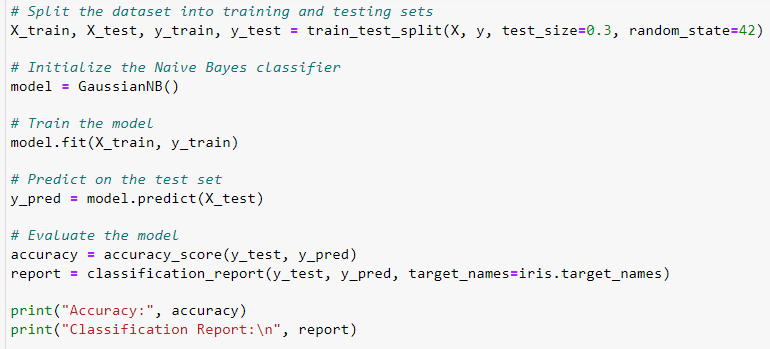 # Split the dataset into training and testing sets
X_train, X_test, y_train, y_test = train_test_split(X, y, test_size=0.3, random_state=42)
# Initialize the Naive Bayes classifier
model = GaussianNB()
# Train the model
model.fit(X_train, y_train)
# Predict on the test set
y_pred = model.predict(X_test)
# Evaluate the model
accuracy = accuracy_score(y_test, y_pred)
report = classification_report(y_test, y_pred, target_names=iris.target_names)
print("Accuracy:", accuracy)
print("Classification Report:\n", report)